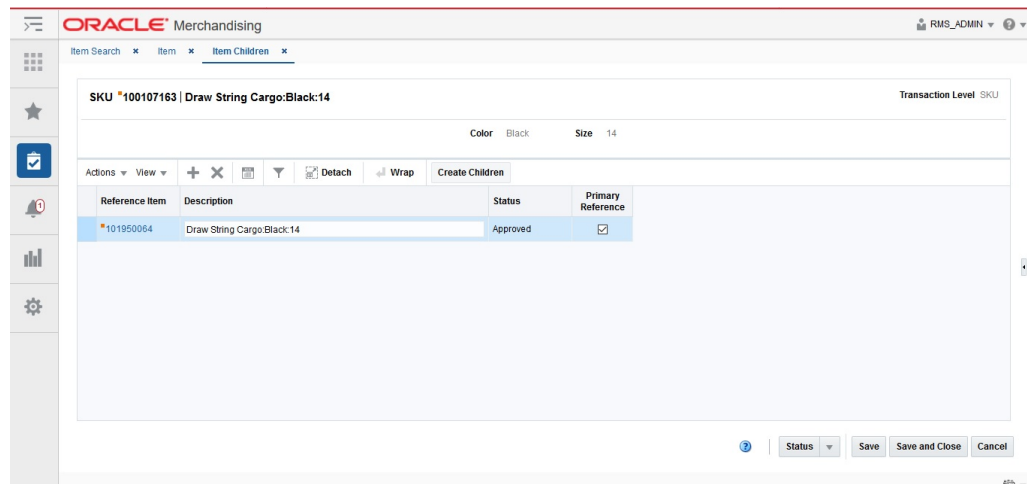 ORACLE® Merchandising
RMS_ADMIN
Item Search × Item × Item Children ×
SKU 100107163 | Draw String Cargo:Black:14
Transaction Level SKU
Color Black Size 14
Actions View Detach Wrap Create Children
Reference Item Description Status Primary Reference
101950064 Draw String Cargo:Black:14 Approved
1
Status Save Save and Close Cancel